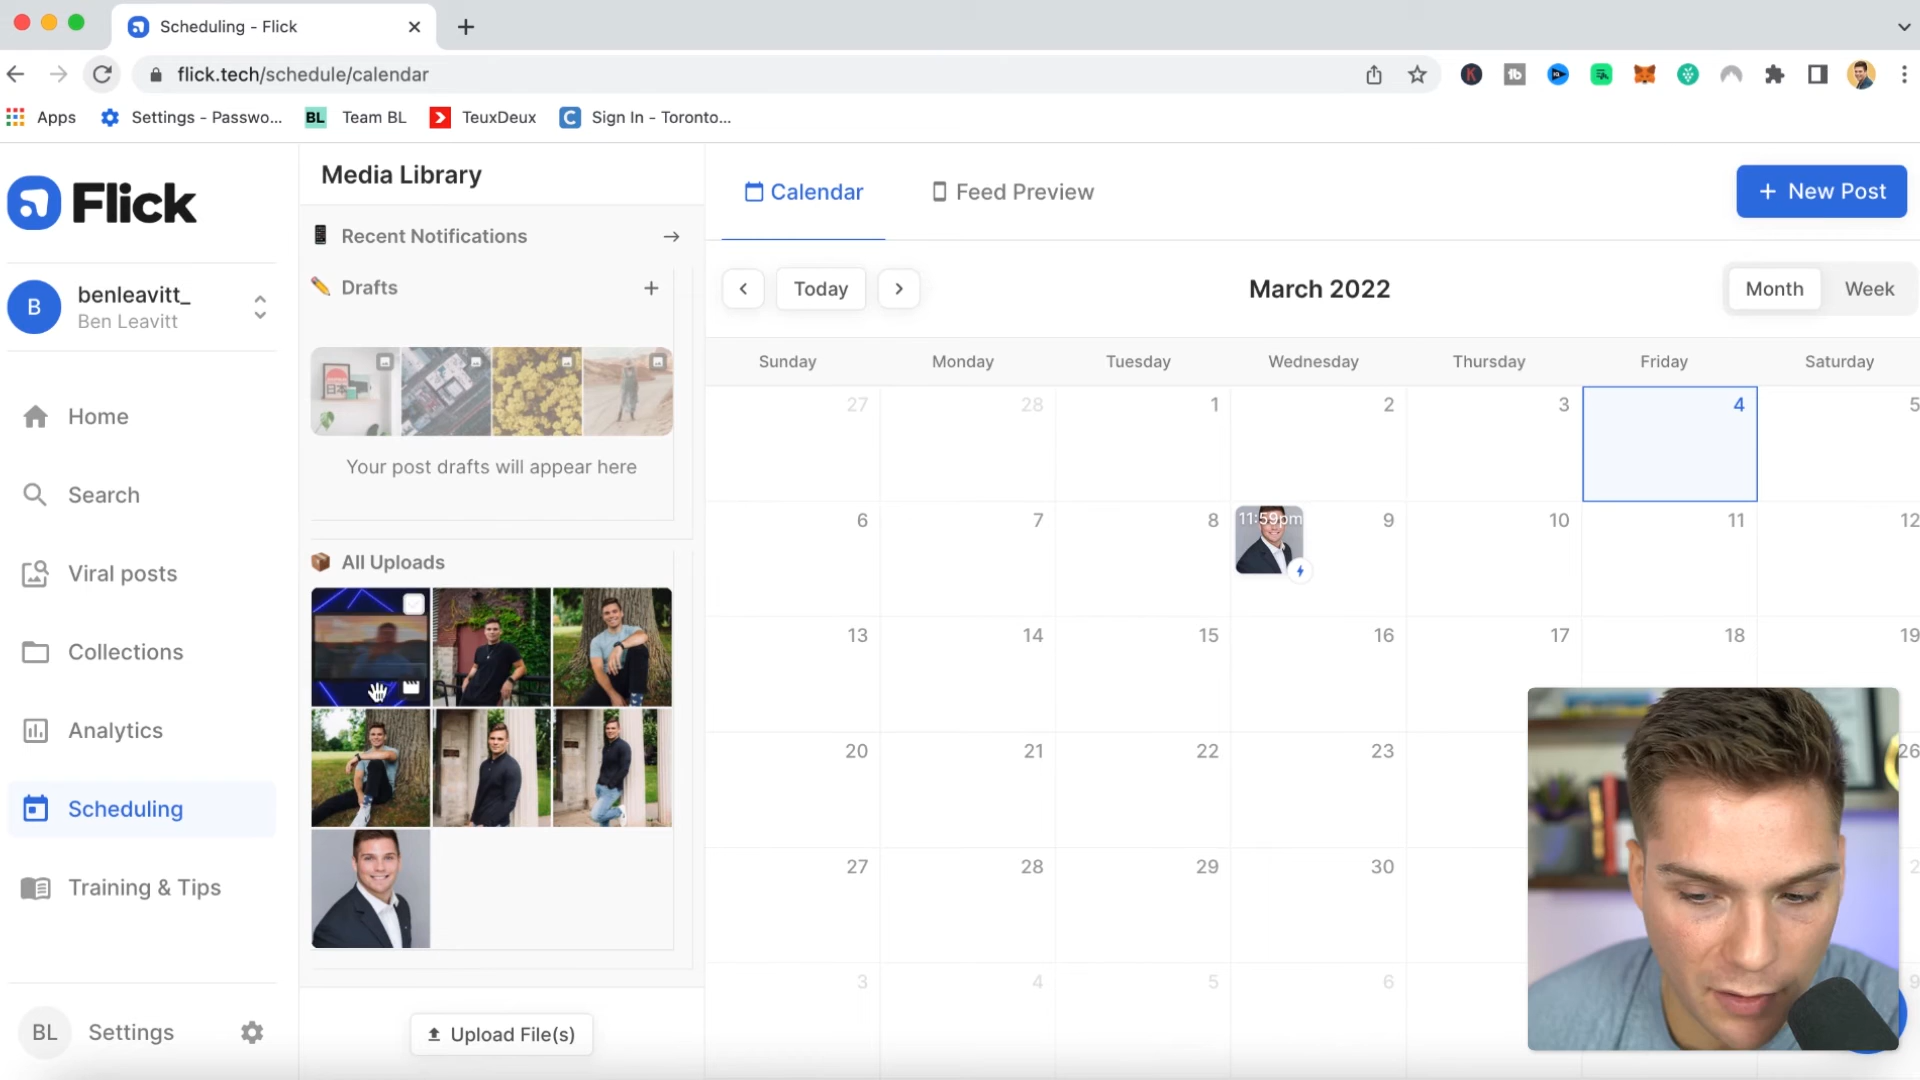 Scheduling - Flick
flick.tech/schedule/calendar
Apps
Settings - Passwo...
BL Team BL
TeuxDeux
C Sign In - Toronto...
Flick
B
benleavitt_
Ben Leavitt
Home
Search
Viral posts
Collections
Analytics
Scheduling
Training & Tips
BL Settings
Media Library
Recent Notifications
Drafts
日本
Your post drafts will appear here
All Uploads
Upload File(s)
Calendar
Feed Preview
+ New Post
Today
March 2022
Month Week
Sunday Monday Tuesday Wednesday Thursday Friday Saturday
27 28 1 2 3 4 5
6 7 8 9 10 11 12
11:59pm
13 14 15 16 17 18 19
20 21 22 23 26
27 28 29 30 2
3 4 5 6 9